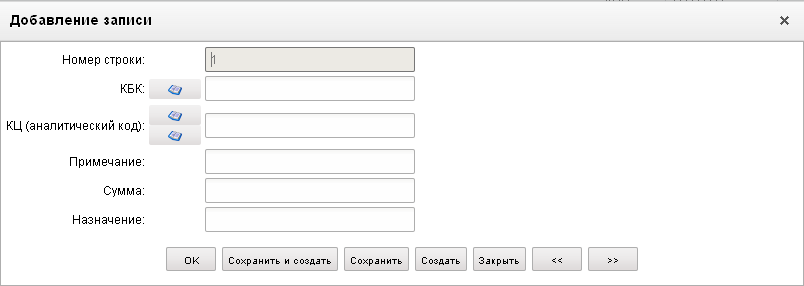 Добавление записи
Номер строки: 1
КБК:
КЦ (аналитический код):
Примечание:
Сумма:
Назначение:
OK Сохранить и создать Сохранить Создать Закрыть << >>